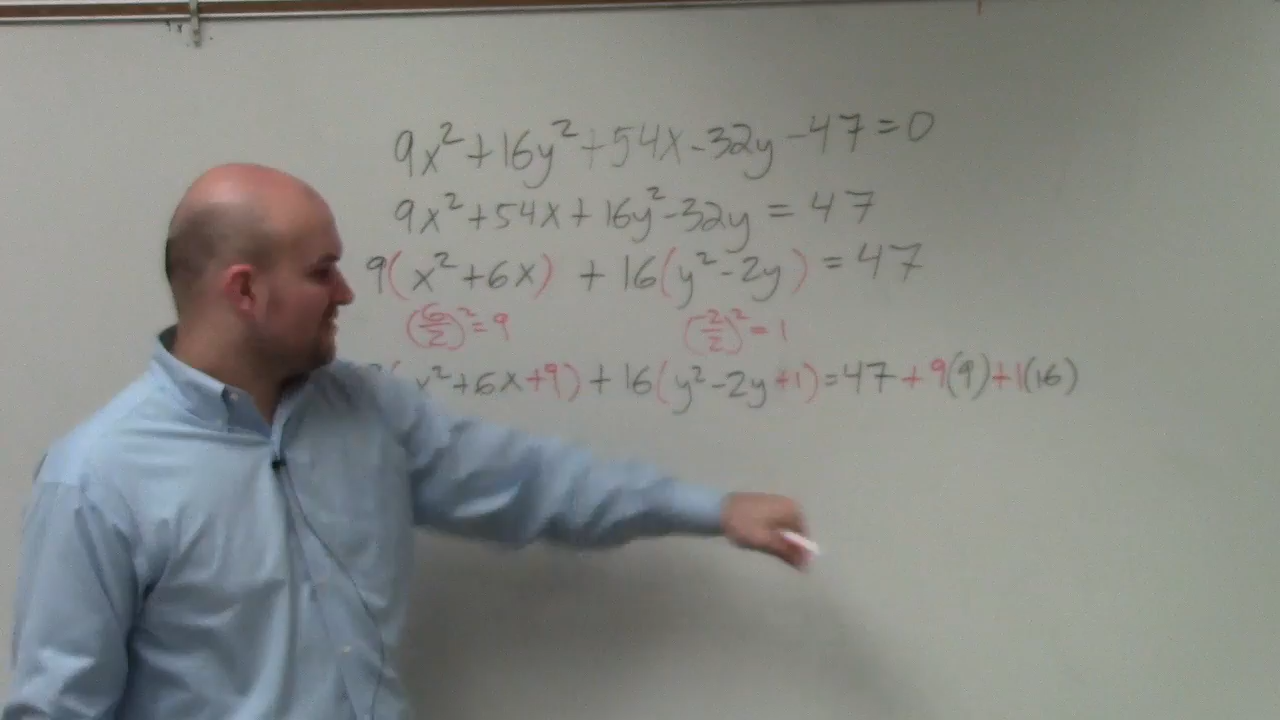 9x²+16y²+54x-32y-47=0
9x²+54x+16y²-32y=47
9(x²+6x) +16(y²-2y)=47
(6/2)²=9 (-2/2)²=1
(x²+6x+9)+16(y²-2y+1)=47+9(9)+1(16)